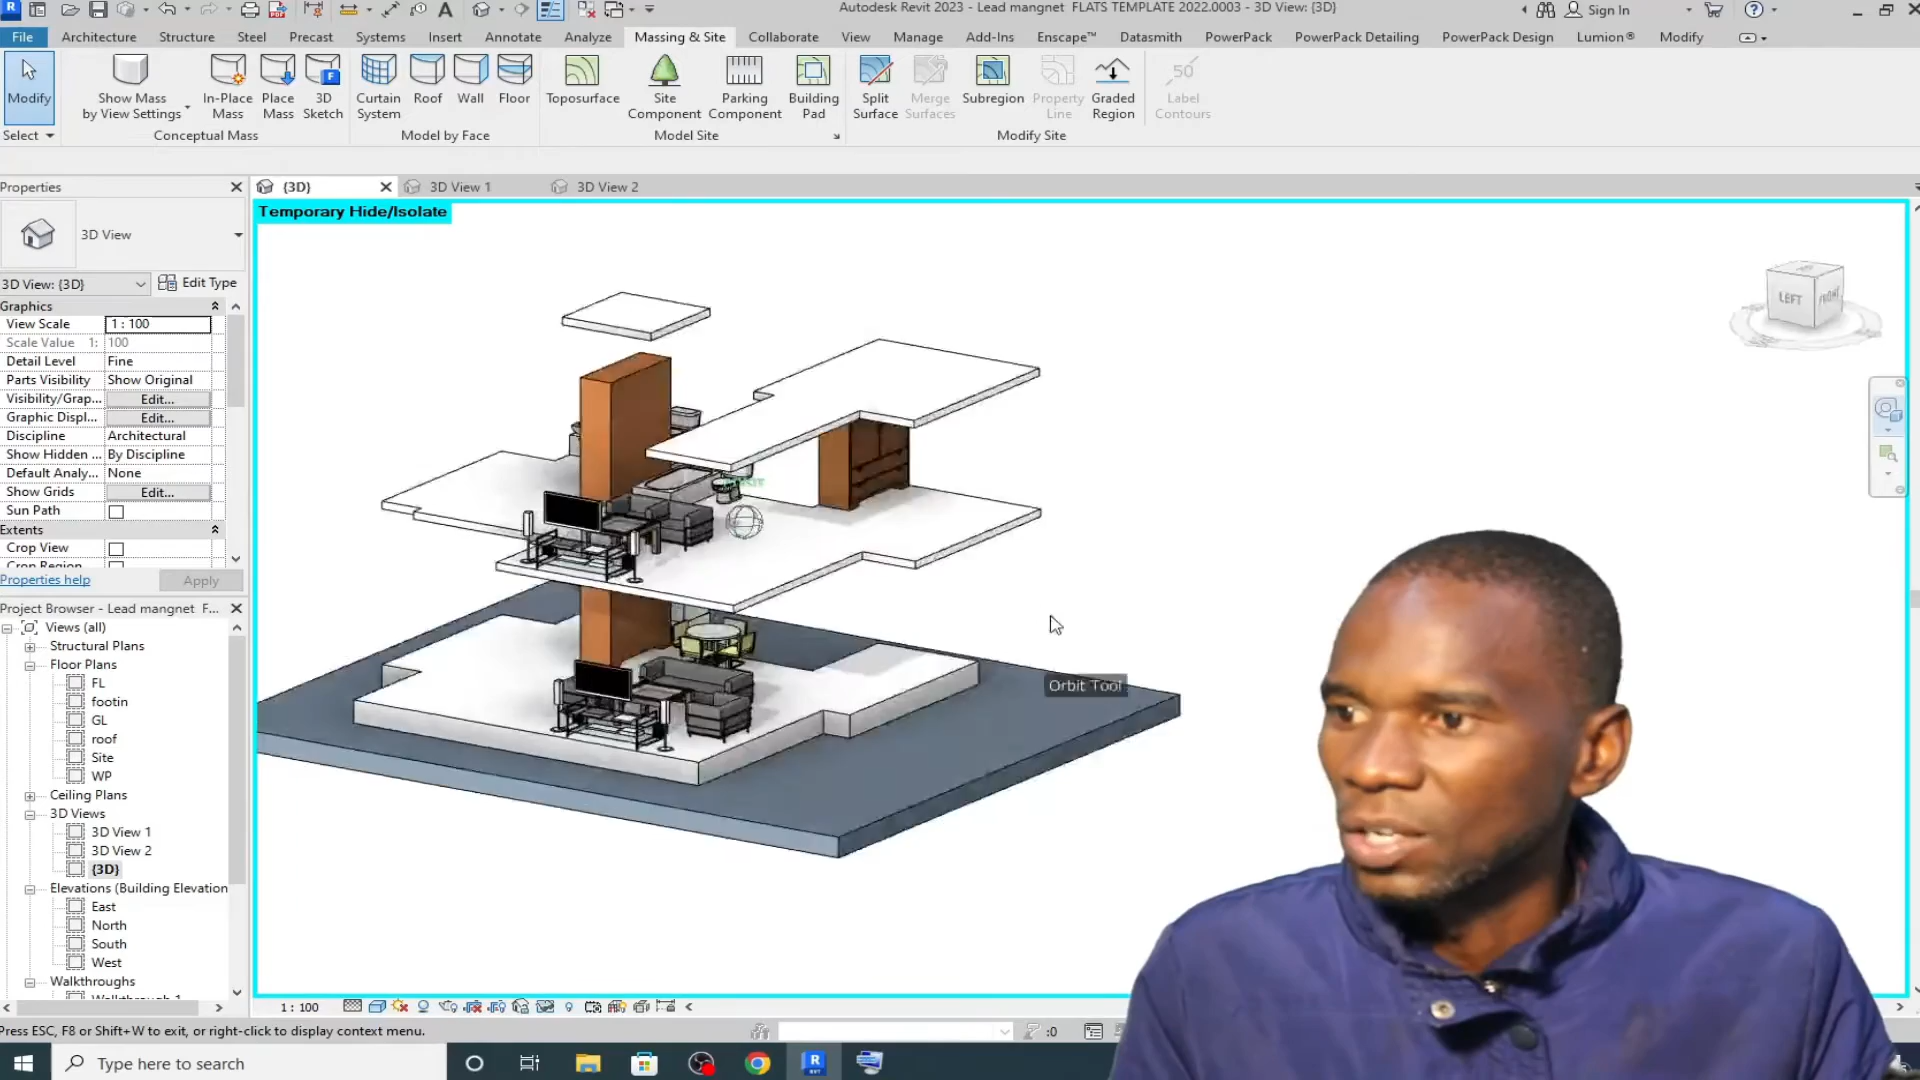 Autodesk Revit 2023 - Lead mangnet FLATS TEMPLATE 2022.0003 - 3D View: {3D}
Sign In
File Architecture Structure Steel Precast Systems Insert Annotate Analyze Massing & Site Collaborate View Manage Add-Ins Enscape™ Datasmith PowerPack PowerPack Detailing PowerPack Design Lumion® Modify
Modify
Show Mass
by View Settings
In-Place
Mass
Place
Mass
3D
Sketch
Curtain
System
Roof
Wall
Floor
Toposurface
Site
Component
Parking
Component
Building
Pad
Split
Surface
Merge
Surfaces
Subregion
Property
Line
Graded
Region
50
Label
Contours
Select
Conceptual Mass
Model by Face
Model Site
Modify Site
Properties
{3D}
3D View 1
3D View 2
Temporary Hide/Isolate
3D View
3D View: {3D}
Edit Type
Graphics
View Scale 1 : 100
Scale Value 1: 100
Detail Level Fine
Parts Visibility Show Original
Visibility/Grap... Edit...
Graphic Displ... Edit...
Discipline Architectural
Show Hidden ... By Discipline
Default Analy... None
Show Grids Edit...
Sun Path
Extents
Crop View
Crop Region
Properties help
Apply
LEFT
FRONT
Orbit Tool
Project Browser - Lead mangnet F...
Views (all)
Structural Plans
Floor Plans
FL
footin
GL
roof
Site
WP
Ceiling Plans
3D Views
3D View 1
3D View 2
{3D}
Elevations (Building Elevation
East
North
South
West
Walkthroughs
Walkthrough 1
1 : 100
Press ESC, F8 or Shift+W to exit, or right-click to display context menu.
:0
Type here to search